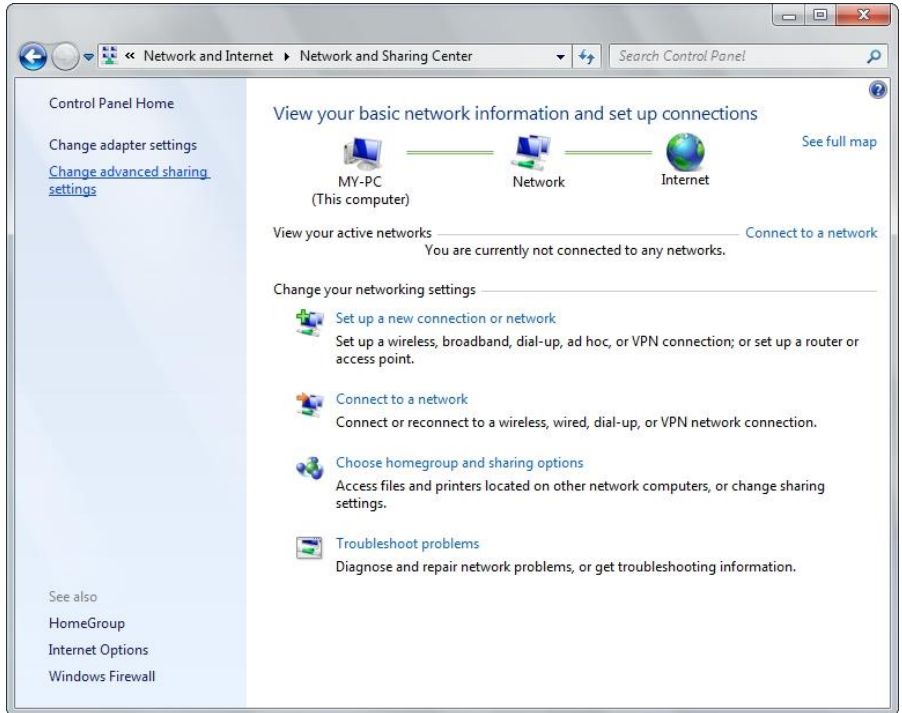 « Network and Internet ▸ Network and Sharing Center
Search Control Panel
Control Panel Home
Change adapter settings
Change advanced sharing
settings
View your basic network information and set up connections
See full map
MY-PC
(This computer)
Network
Internet
View your active networks
Connect to a network
You are currently not connected to any networks.
Change your networking settings
Set up a new connection or network
Set up a wireless, broadband, dial-up, ad hoc, or VPN connection; or set up a router or
access point.
Connect to a network
Connect or reconnect to a wireless, wired, dial-up, or VPN network connection.
Choose homegroup and sharing options
Access files and printers located on other network computers, or change sharing
settings.
Troubleshoot problems
Diagnose and repair network problems, or get troubleshooting information.
See also
HomeGroup
Internet Options
Windows Firewall